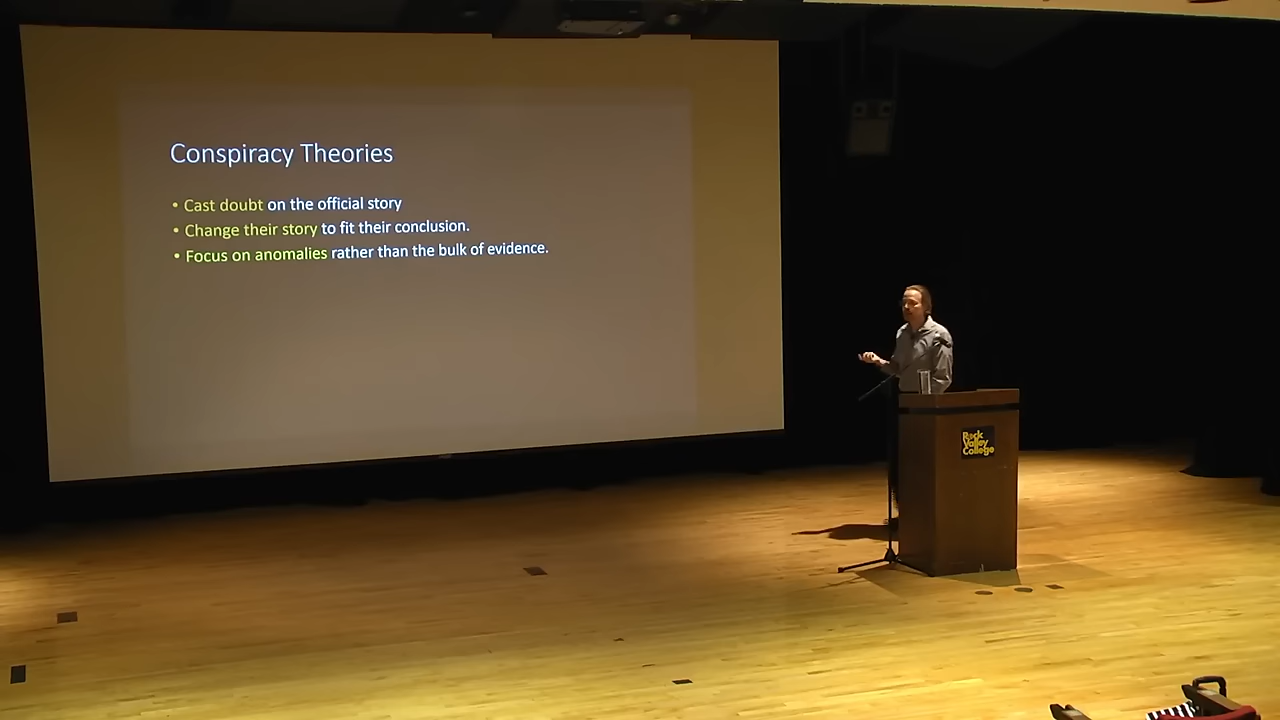 Conspiracy Theories
• Cast doubt on the official story
• Change their story to fit their conclusion.
• Focus on anomalies rather than the bulk of evidence.
Rock
Valley
College